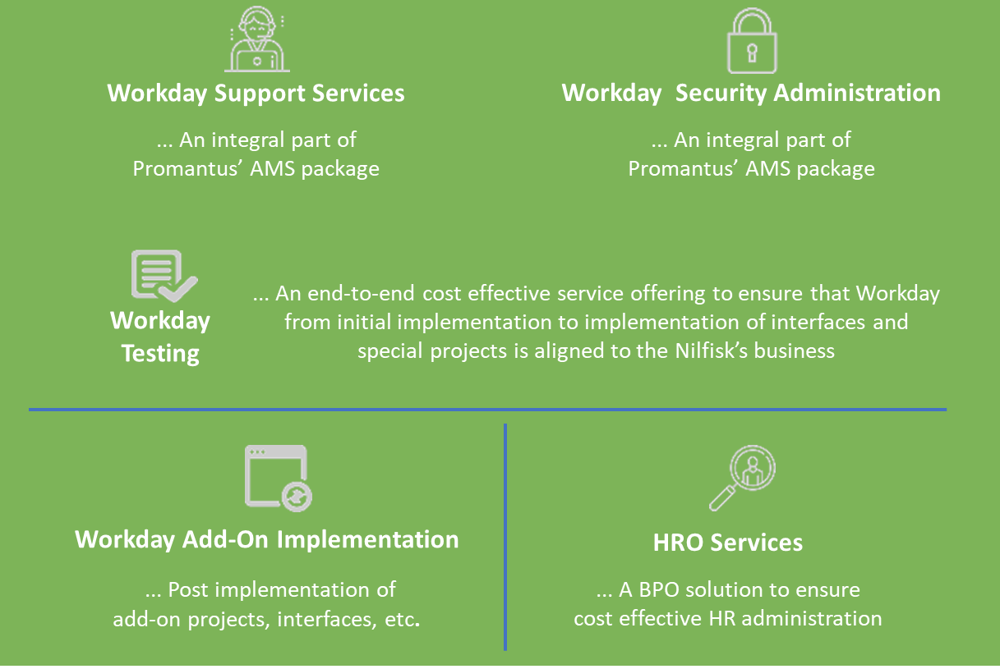 Workday Support Services
... An integral part of
Promantus’ AMS package
Workday  Security Administration
... An integral part of
Promantus’ AMS package
Workday
Testing
... An end-to-end cost effective service offering to ensure that Workday
from initial implementation to implementation of interfaces and
special projects is aligned to the Nilfisk’s business
Workday Add-On Implementation
... Post implementation of
add-on projects, interfaces, etc.
HRO Services
... A BPO solution to ensure
cost effective HR administration